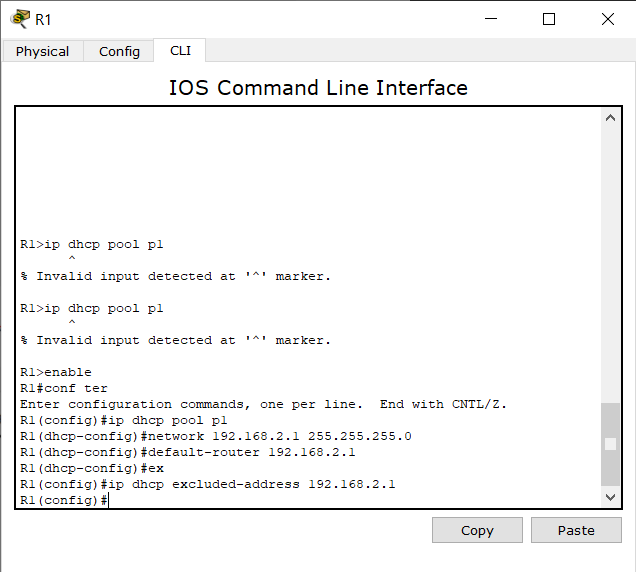 R1
Physical Config CLI
IOS Command Line Interface
R1>ip dhcp pool p1
^
% Invalid input detected at '^' marker.
R1>ip dhcp pool p1
^
% Invalid input detected at '^' marker.
R1>enable
R1#conf ter
Enter configuration commands, one per line.  End with CNTL/Z.
R1(config)#ip dhcp pool p1
R1(dhcp-config)#network 192.168.2.1 255.255.255.0
R1(dhcp-config)#default-router 192.168.2.1
R1(dhcp-config)#ex
R1(config)#ip dhcp excluded-address 192.168.2.1
R1(config)#
Copy Paste